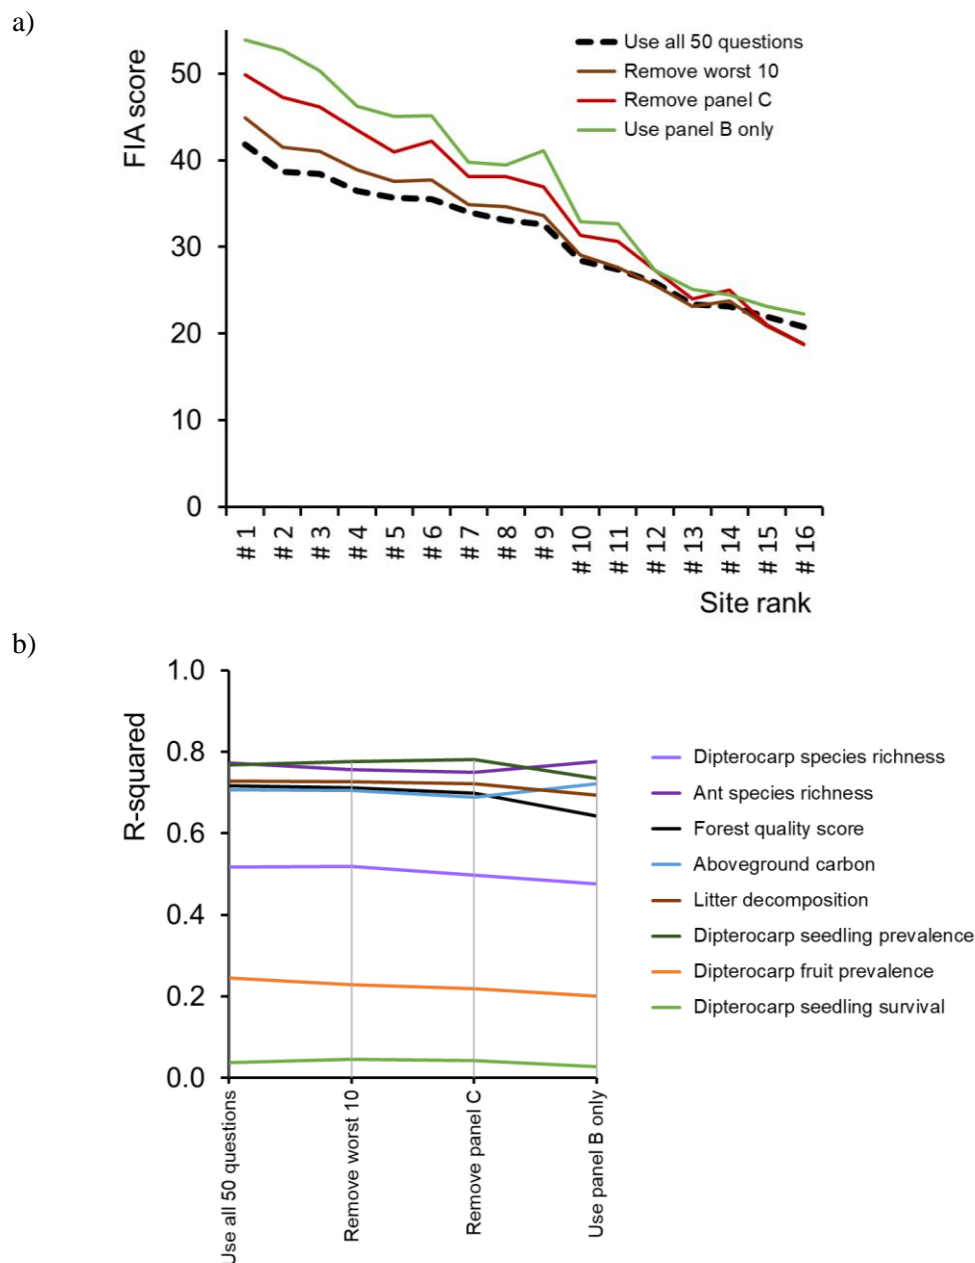 a)
FIA score
50
40
30
20
10
0
Use all 50 questions
Remove worst 10
Remove panel C
Use panel B only
# 1
# 2
# 3
# 4
# 5
# 6
# 7
# 8
# 9
# 10
# 11
# 12
# 13
# 14
# 15
# 16
Site rank
b)
R-squared
1.0
0.8
0.6
0.4
0.2
0.0
Dipterocarp species richness
Ant species richness
Forest quality score
Aboveground carbon
Litter decomposition
Dipterocarp seedling prevalence
Dipterocarp fruit prevalence
Dipterocarp seedling survival
Use all 50 questions
Remove worst 10
Remove panel C
Use panel B only